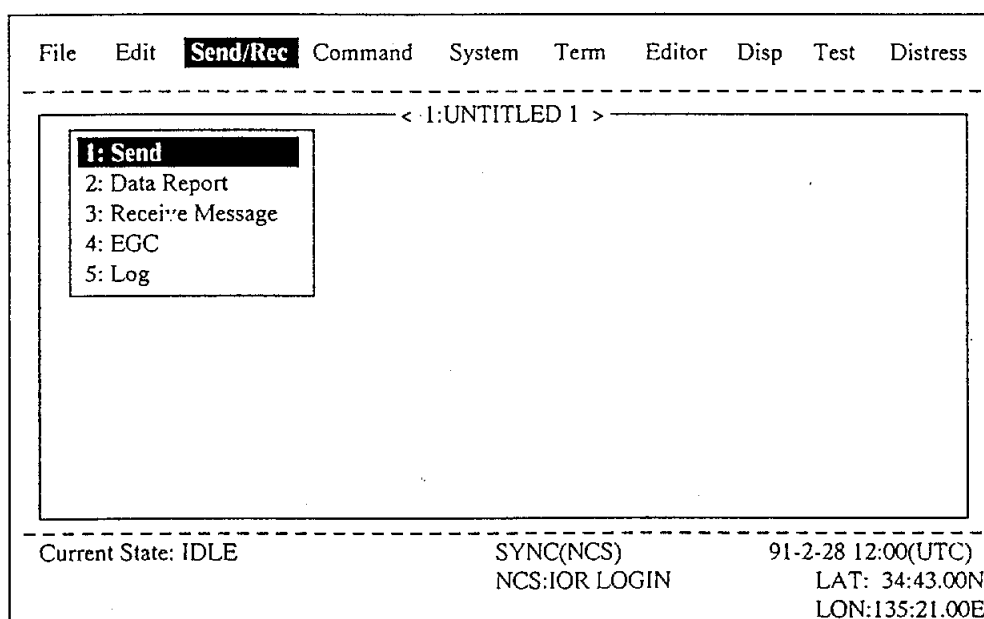 File Edit Send/Rec Command System Term Editor Disp Test Distress
< 1:UNTITLED 1 >
1: Send
2: Data Report
3: Receive Message
4: EGC
5: Log
Current State: IDLE SYNC(NCS) 91-2-28 12:00(UTC)
NCS:IOR LOGIN LAT: 34:43.00N
LON:135:21.00E